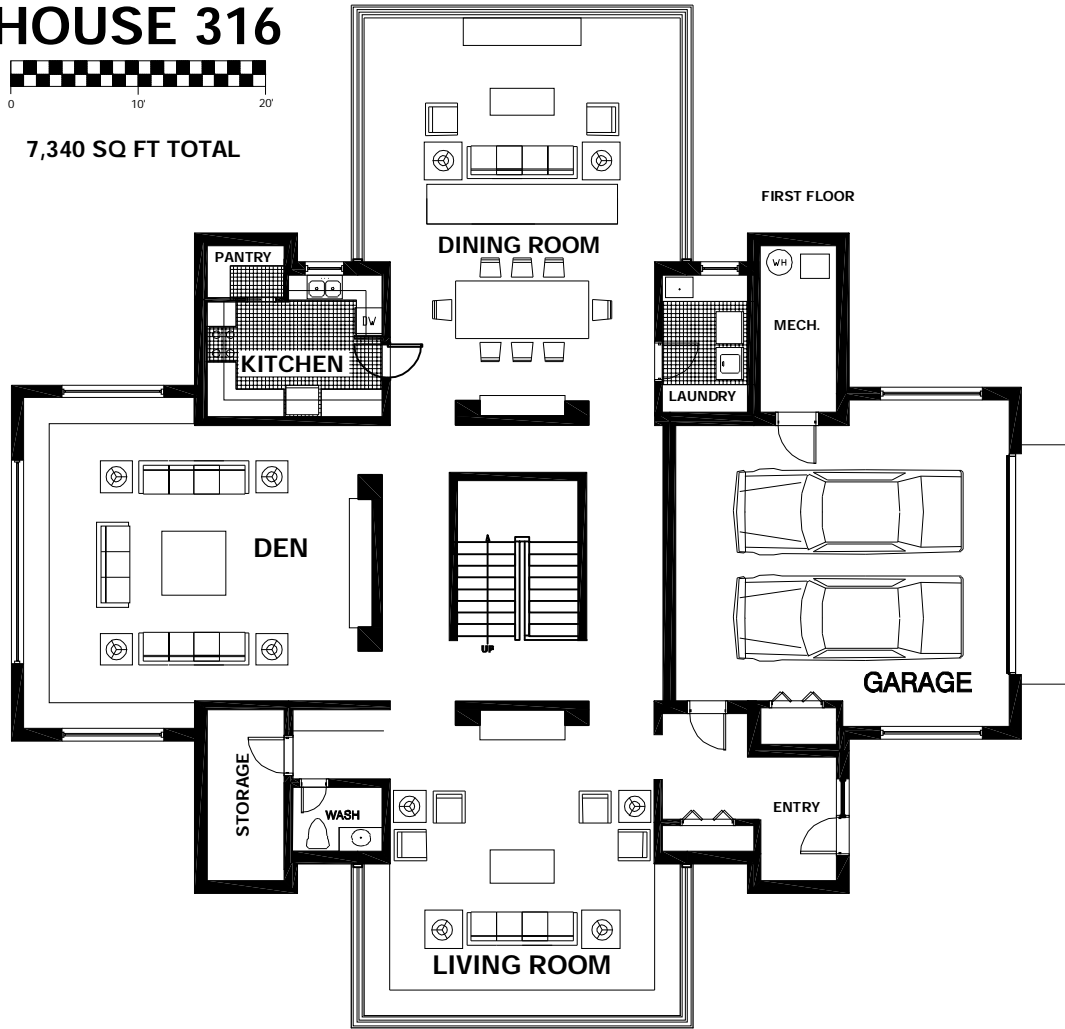 HOUSE 316
0 10' 20'
7,340 SQ FT TOTAL
FIRST FLOOR
DINING ROOM
PANTRY
WH
DW
MECH.
KITCHEN
LAUNDRY
DEN
UP
GARAGE
STORAGE
WASH
ENTRY
LIVING ROOM